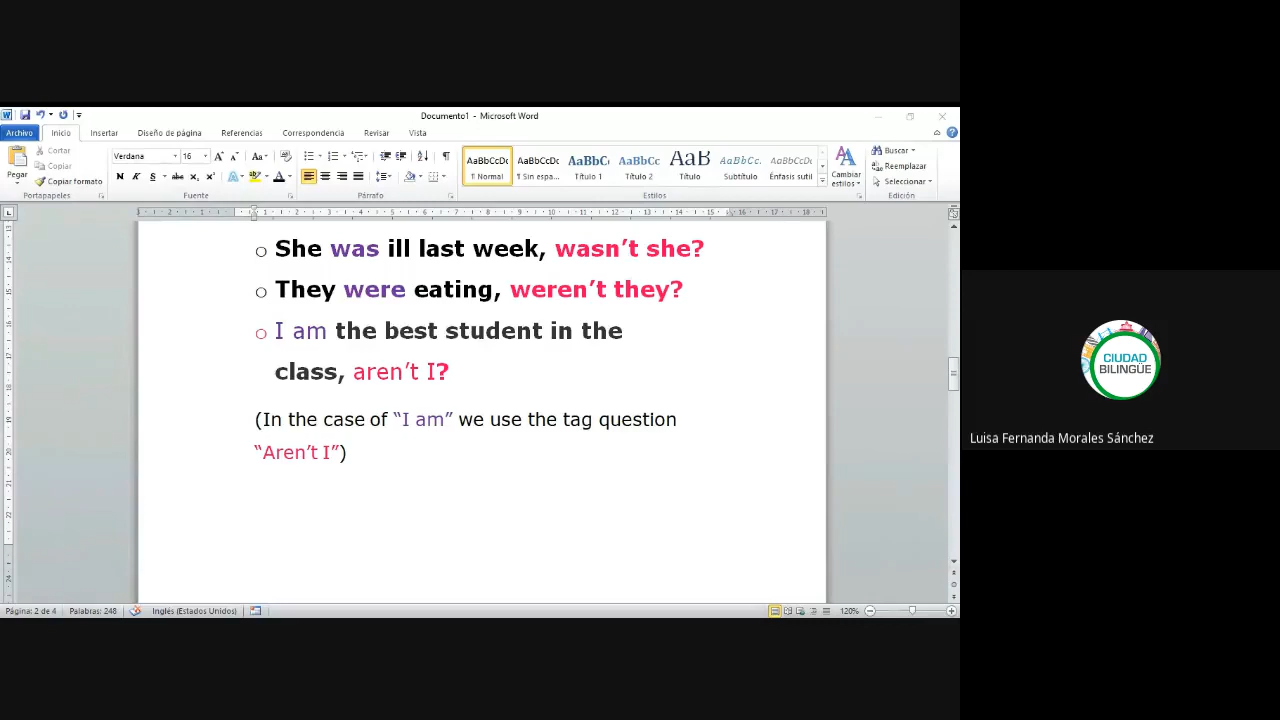 Documento1 - Microsoft Word
Archivo Inicio Insertar Diseño de página Referencias Correspondencia Revisar Vista
Cortar
Copiar
Copiar formato
Pegar
Portapapeles
Verdana 16
Fuente
Párrafo
AaBbCcDc AaBbCcDc AaBbC AaBbCc AaB AaBbCc. AaBbCcDc
¶ Normal ¶ Sin espa... Título 1 Título 2 Título Subtítulo Énfasis sutil
Estilos
Cambiar estilos
Buscar
Reemplazar
Seleccionar
Edición
○ She was ill last week, wasn’t she?
○ They were eating, weren’t they?
○ I am the best student in the
class, aren’t I?
(In the case of “I am” we use the tag question
“Aren’t I”)
Página: 2 de 4 Palabras: 248 Inglés (Estados Unidos) 120%
CIUDAD
BILINGÜE
Luisa Fernanda Morales Sánchez